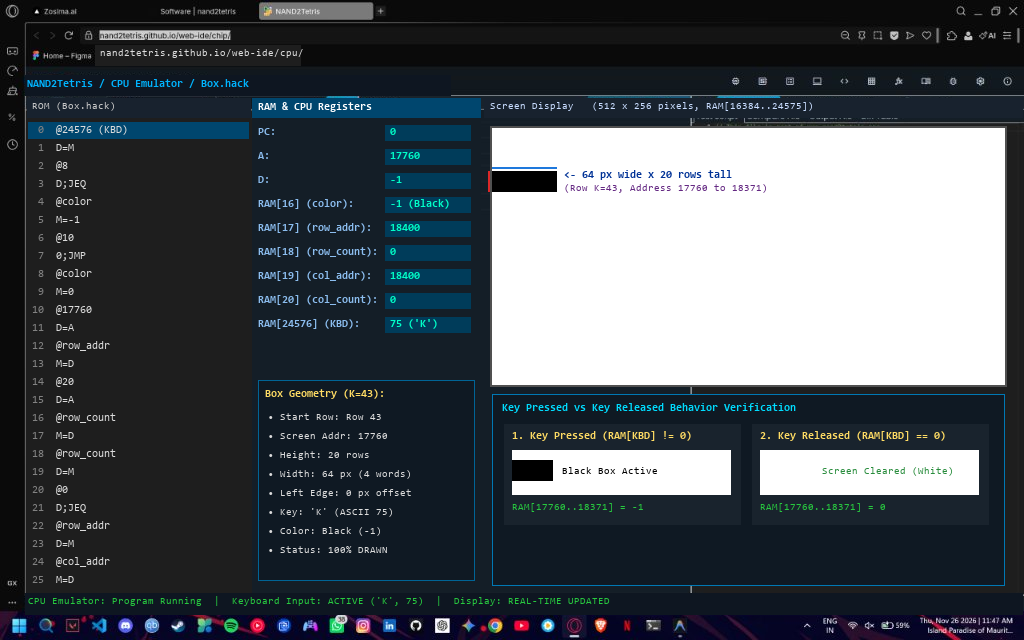 Zosima.ai
Software | nand2tetris
NAND2Tetris
nand2tetris.github.io/web-ide/chip/
Home – Figma
nand2tetris.github.io/web-ide/cpu/
NAND2Tetris / CPU Emulator / Box.hack
ROM (Box.hack)
0 @24576 (KBD)
1 D=M
2 @8
3 D;JEQ
4 @color
5 M=-1
6 @10
7 0;JMP
8 @color
9 M=0
10 @17760
11 D=A
12 @row_addr
13 M=D
14 @20
15 D=A
16 @row_count
17 M=D
18 @row_count
19 D=M
20 @0
21 D;JEQ
22 @row_addr
23 D=M
24 @col_addr
25 M=D
RAM & CPU Registers
PC: 0
A: 17760
D: -1
RAM[16] (color): -1 (Black)
RAM[17] (row_addr): 18400
RAM[18] (row_count): 0
RAM[19] (col_addr): 18400
RAM[20] (col_count): 0
RAM[24576] (KBD): 75 ('K')
Box Geometry (K=43):
• Start Row: Row 43
• Screen Addr: 17760
• Height: 20 rows
• Width: 64 px (4 words)
• Left Edge: 0 px offset
• Key: 'K' (ASCII 75)
• Color: Black (-1)
• Status: 100% DRAWN
Screen Display (512 x 256 pixels, RAM[16384..24575])
<- 64 px wide x 20 rows tall
(Row K=43, Address 17760 to 18371)
Key Pressed vs Key Released Behavior Verification
1. Key Pressed (RAM[KBD] != 0)
Black Box Active
RAM[17760..18371] = -1
2. Key Released (RAM[KBD] == 0)
Screen Cleared (White)
RAM[17760..18371] = 0
CPU Emulator: Program Running | Keyboard Input: ACTIVE ('K', 75) | Display: REAL-TIME UPDATED
GX
AI
38
ENG
IN
59%
Thu, Nov 26 2026 | 11:47 AM
Island Paradise of Maurit...